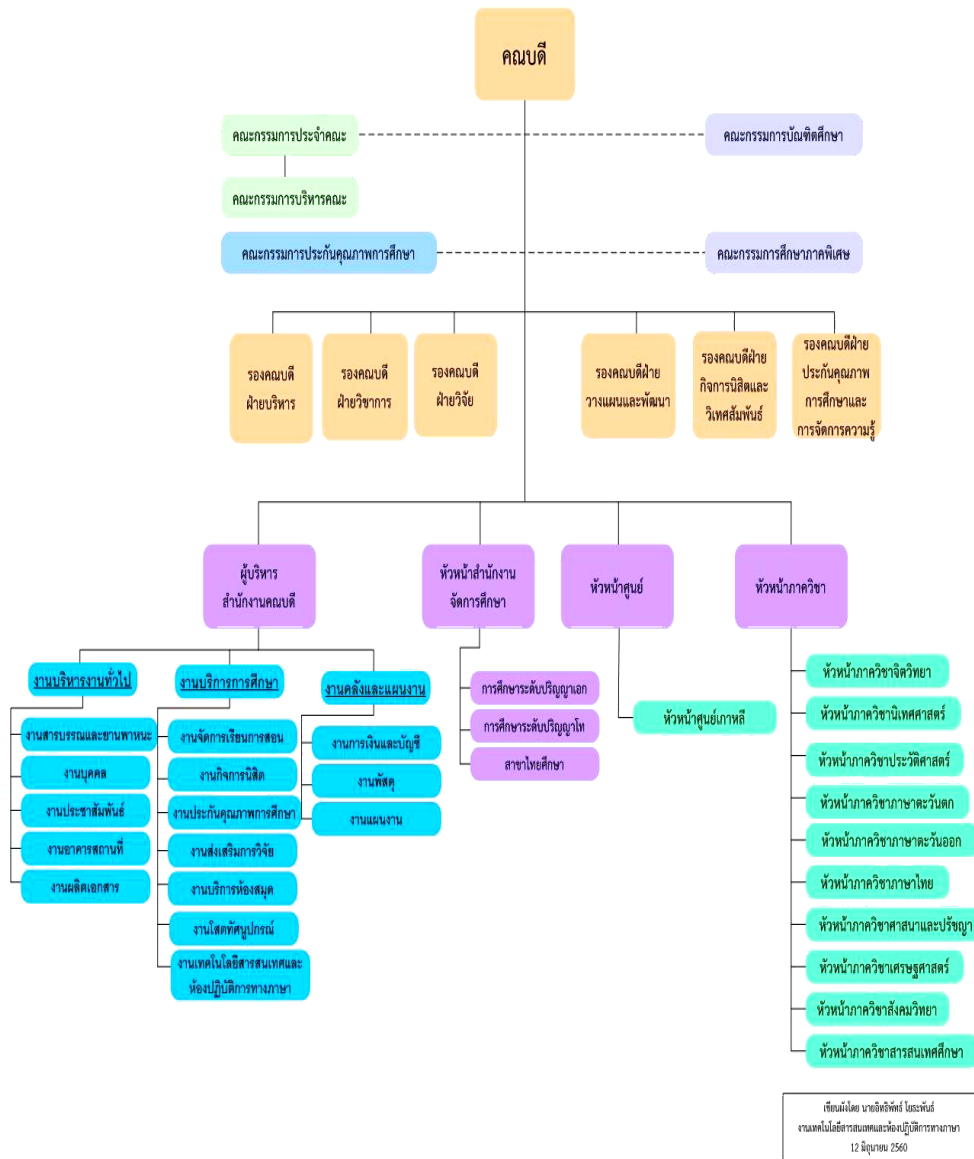 คณบดี
คณะกรรมการประจำคณะ
คณะกรรมการบัณฑิตศึกษา
คณะกรรมการบริหารคณะ
คณะกรรมการประกันคุณภาพการศึกษา
คณะกรรมการศึกษาภาคพิเศษ
รองคณบดี
ฝ่ายบริหาร
รองคณบดี
ฝ่ายวิชาการ
รองคณบดี
ฝ่ายวิจัย
รองคณบดีฝ่าย
วางแผนและพัฒนา
รองคณบดีฝ่าย
กิจการนิสิตและ
วิเทศสัมพันธ์
รองคณบดีฝ่าย
ประกันคุณภาพ
การศึกษาและ
การจัดการความรู้
ผู้บริหาร
สำนักงานคณบดี
หัวหน้าสำนักงาน
จัดการศึกษา
หัวหน้าศูนย์
หัวหน้าภาควิชา
งานบริหารงานทั่วไป
งานสารบรรณและยานพาหนะ
งานบุคคล
งานประชาสัมพันธ์
งานอาคารสถานที่
งานผลิตเอกสาร
งานบริการการศึกษา
งานจัดการเรียนการสอน
งานกิจการนิสิต
งานประกันคุณภาพการศึกษา
งานส่งเสริมการวิจัย
งานบริการห้องสมุด
งานโสตทัศนูปกรณ์
งานเทคโนโลยีสารสนเทศและ
ห้องปฏิบัติการทางภาษา
งานคลังและแผนงาน
งานการเงินและบัญชี
งานพัสดุ
งานแผนงาน
การศึกษาระดับปริญญาเอก
การศึกษาระดับปริญญาโท
สาขาไทยศึกษา
หัวหน้าศูนย์เกาหลี
หัวหน้าภาควิชาจิตวิทยา
หัวหน้าภาควิชานิเทศศาสตร์
หัวหน้าภาควิชาประวัติศาสตร์
หัวหน้าภาควิชาภาษาตะวันตก
หัวหน้าภาควิชาภาษาตะวันออก
หัวหน้าภาควิชาภาษาไทย
หัวหน้าภาควิชาศาสนาและปรัชญา
หัวหน้าภาควิชาเศรษฐศาสตร์
หัวหน้าภาควิชาสังคมวิทยา
หัวหน้าภาควิชาสารสนเทศศึกษา
เขียนผังโดย นายอิทธิพัทธ์ โยธะพันธ์
งานเทคโนโลยีสารสนเทศและห้องปฏิบัติการทางภาษา
12 มิถุนายน 2560